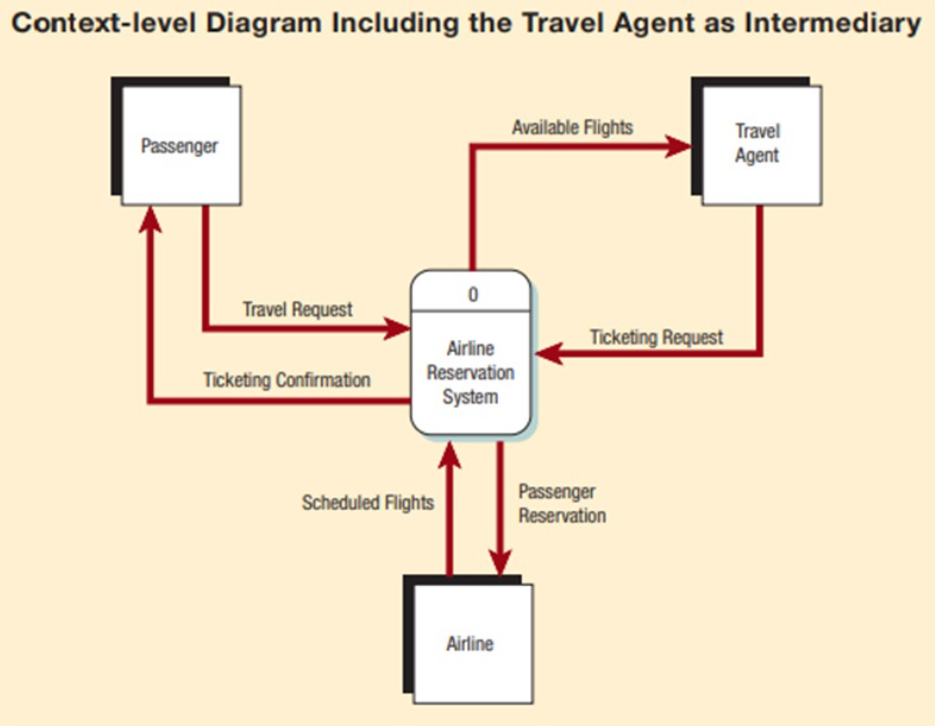 Context-level Diagram Including the Travel Agent as Intermediary
Passenger
Available Flights
Travel
Agent
0
Travel Request
Airline
Reservation
System
Ticketing Request
Ticketing Confirmation
Scheduled Flights
Passenger
Reservation
Airline